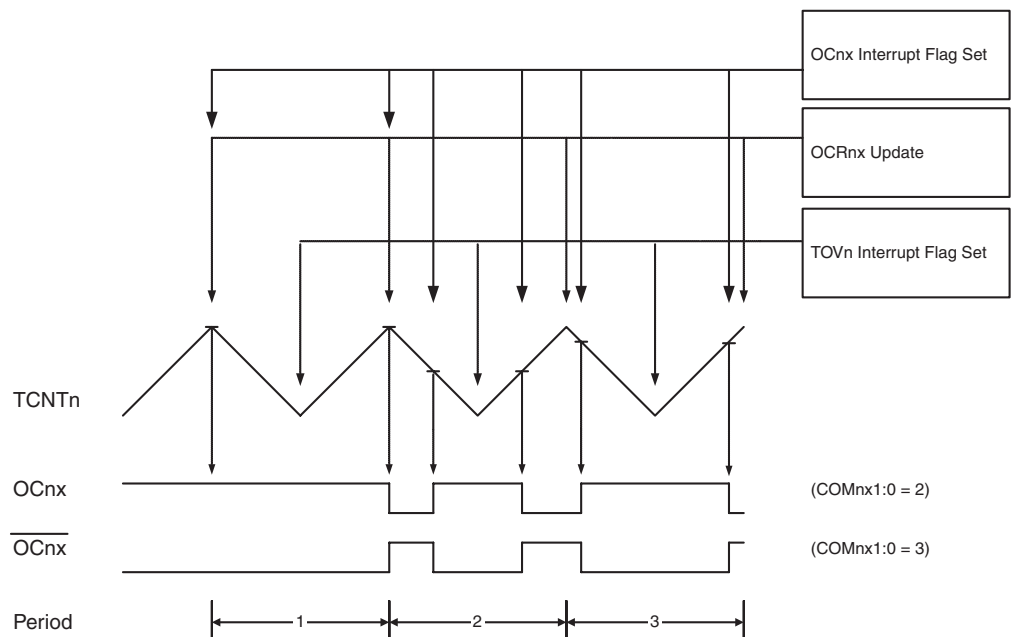 OCnx Interrupt Flag Set
OCRnx Update
TOVn Interrupt Flag Set
TCNTn
OCnx (COMnx1:0 = 2)
OCnx (COMnx1:0 = 3)
Period 1 2 3